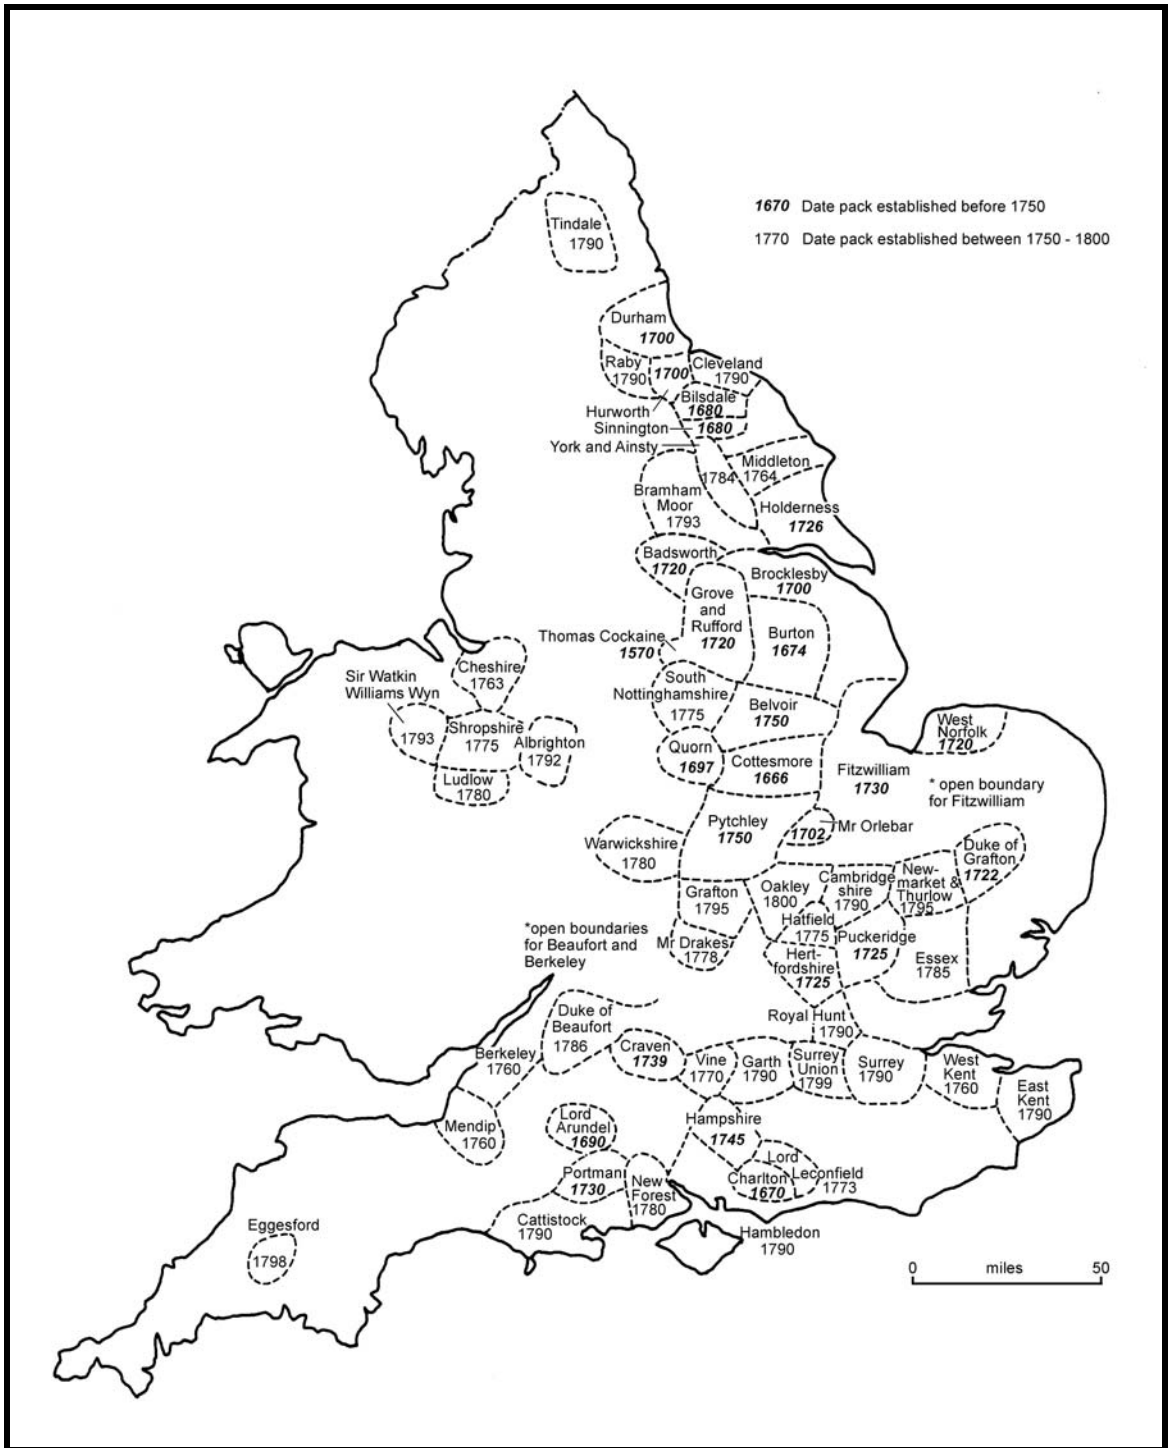 1670 Date pack established before 1750
1770 Date pack established between 1750 - 1800
Tindale
1790
Durham
1700
Raby
1790
1700
Cleveland
1790
Bilsdale
1680
Hurworth
Sinnington
1680
York and Ainsty
1784
Middleton
1764
Bramham
Moor
1793
Holderness
1726
Badsworth
1720
Brocklesby
1700
Grove
and
Rufford
1720
Burton
1674
Thomas Cockaine
1570
Cheshire
1763
South
Nottinghamshire
1775
Sir Watkin
Williams Wyn
1793
Shropshire
1775
Albrighton
1792
Ludlow
1780
Belvoir
1750
West
Norfolk
1720
Quorn
1697
Cottesmore
1666
Fitzwilliam
1730
* open boundary
for Fitzwilliam
Pytchley
1750
1702
Mr Orlebar
Warwickshire
1780
Duke of
Grafton
1722
Grafton
1795
Oakley
1800
Cambridge
shire
1790
New-
market &
Thurlow
1795
Hatfield
1775
Puckeridge
1725
Mr Drakes
1778
Hert-
fordshire
1725
Essex
1785
*open boundaries
for Beaufort and
Berkeley
Duke of
Beaufort
1786
Royal Hunt
1790
Berkeley
1760
Craven
1739
Vine
1770
Garth
1790
Surrey
Union
1799
Surrey
1790
West
Kent
1760
East
Kent
1790
Mendip
1760
Lord
Arundel
1690
Hampshire
1745
Lord
Leconfield
1773
Portman
1730
New
Forest
1780
Charlton
1670
Cattistock
1790
Hambledon
1790
Eggesford
1798
0 miles 50